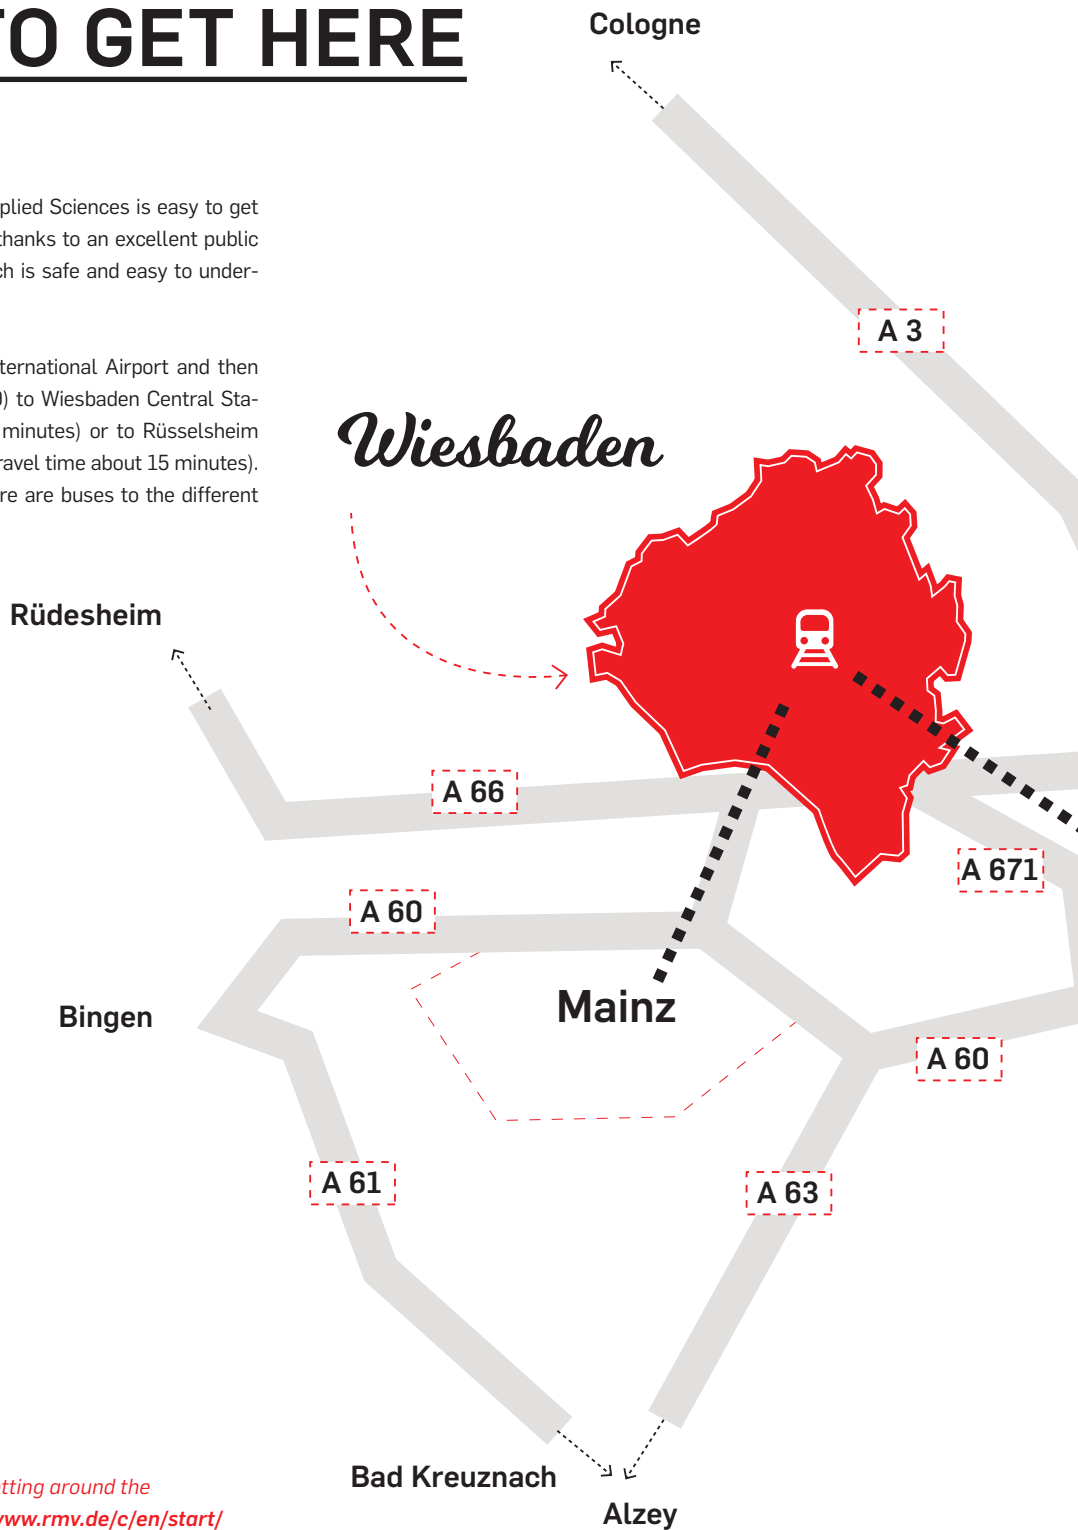 TO GET HERE
Cologne
plied Sciences is easy to get
thanks to an excellent public
ch is safe and easy to under-
A 3
ternational Airport and then
) to Wiesbaden Central Sta-
minutes) or to Rüsselsheim
ravel time about 15 minutes).
re are buses to the different
Wiesbaden
Rüdesheim
A 66
A 671
A 60
Mainz
Bingen
A 60
A 61
A 63
Bad Kreuznach
Alzey
tting around the
www.rmv.de/c/en/start/